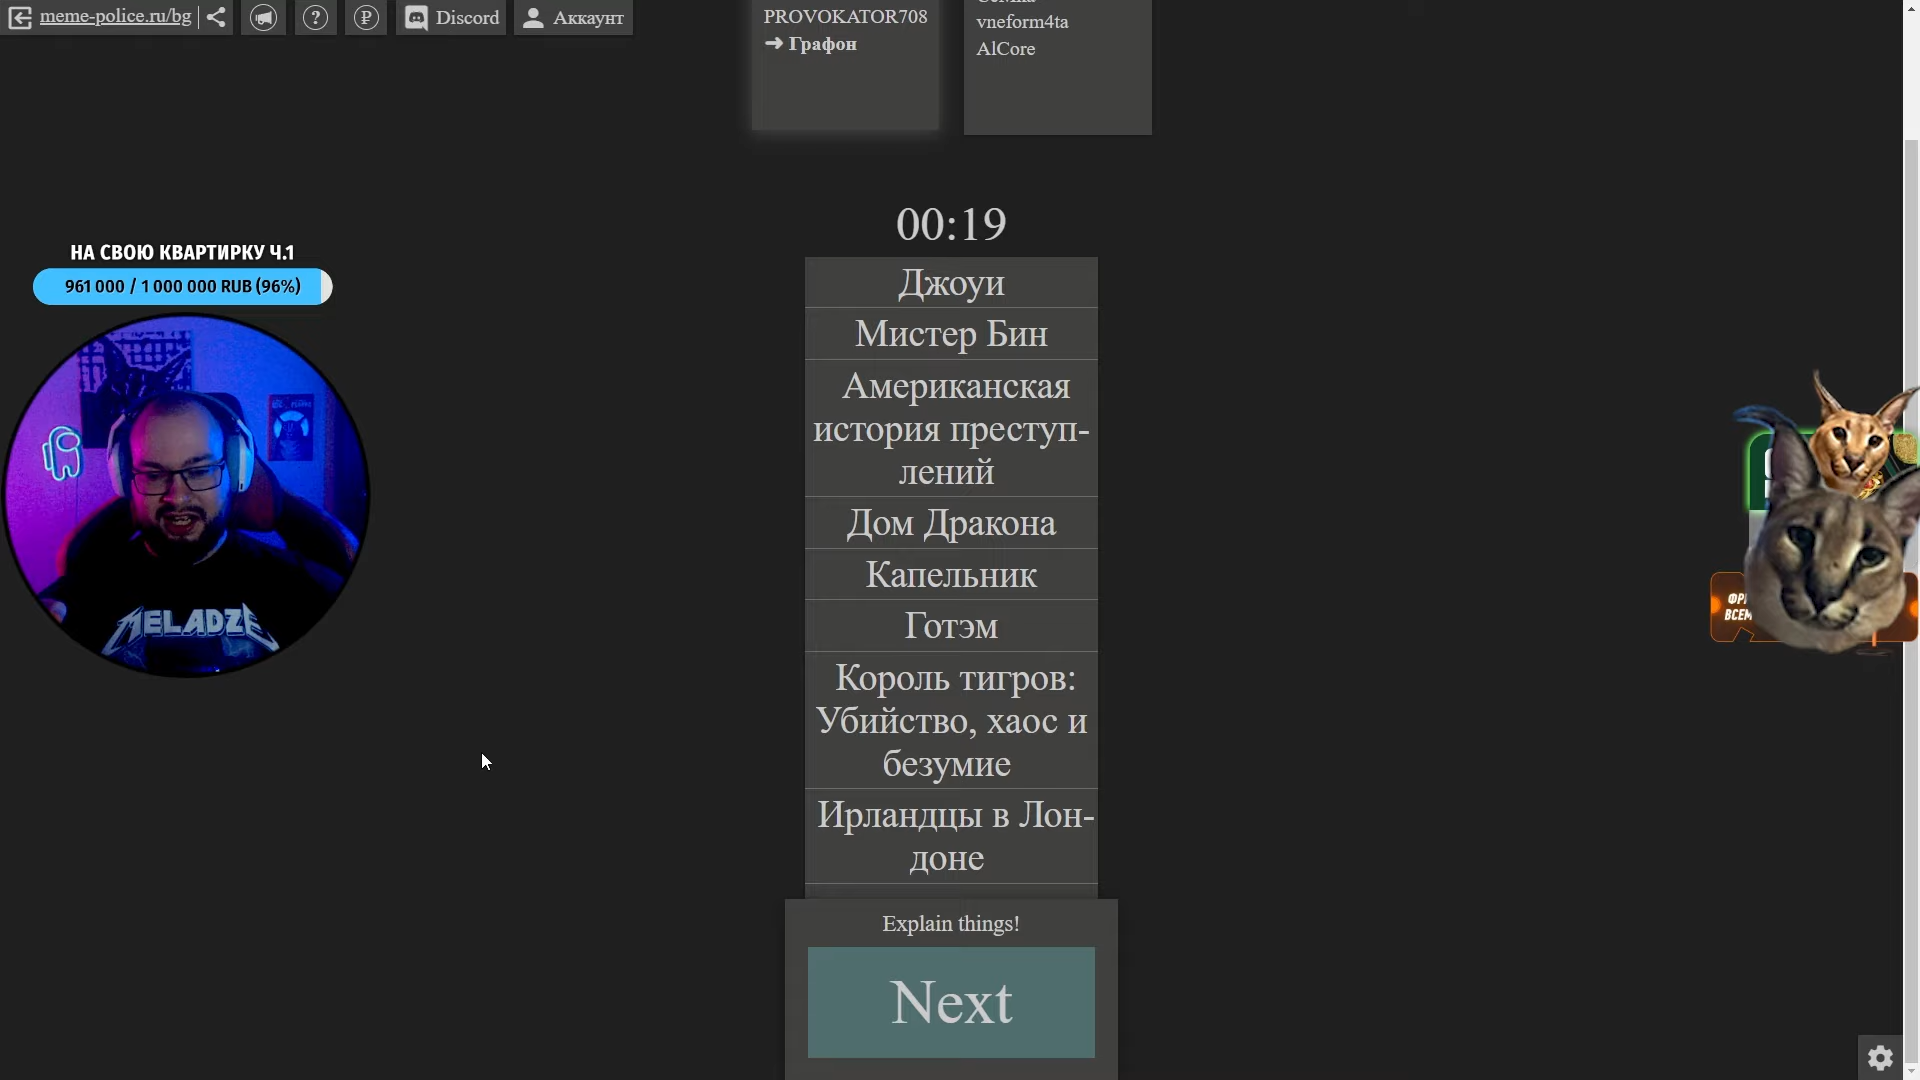 meme-police.ru/bg
Discord
Аккаунт
PROVOKATOR708
➜ Графон
vneform4ta
AlCore
00:19
НА СВОЮ КВАРТИРКУ Ч.1
961 000 / 1 000 000 RUB (96%)
Джоуи
Мистер Бин
Американская
история преступ-
лений
Дом Дракона
Капельник
Готэм
Король тигров:
Убийство, хаос и
безумие
Ирландцы в Лон-
доне
MELADZE
Explain things!
Next